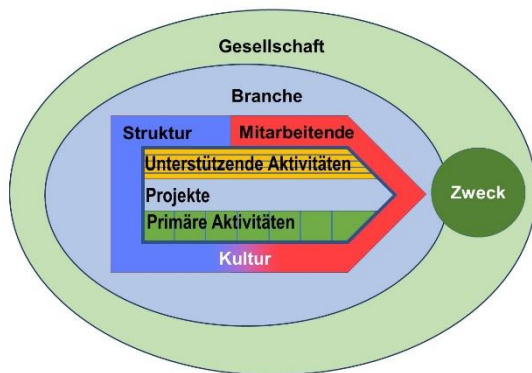 Gesellschaft
Branche
Struktur
Mitarbeitende
Unterstützende Aktivitäten
Projekte
Zweck
Primäre Aktivitäten
Kultur